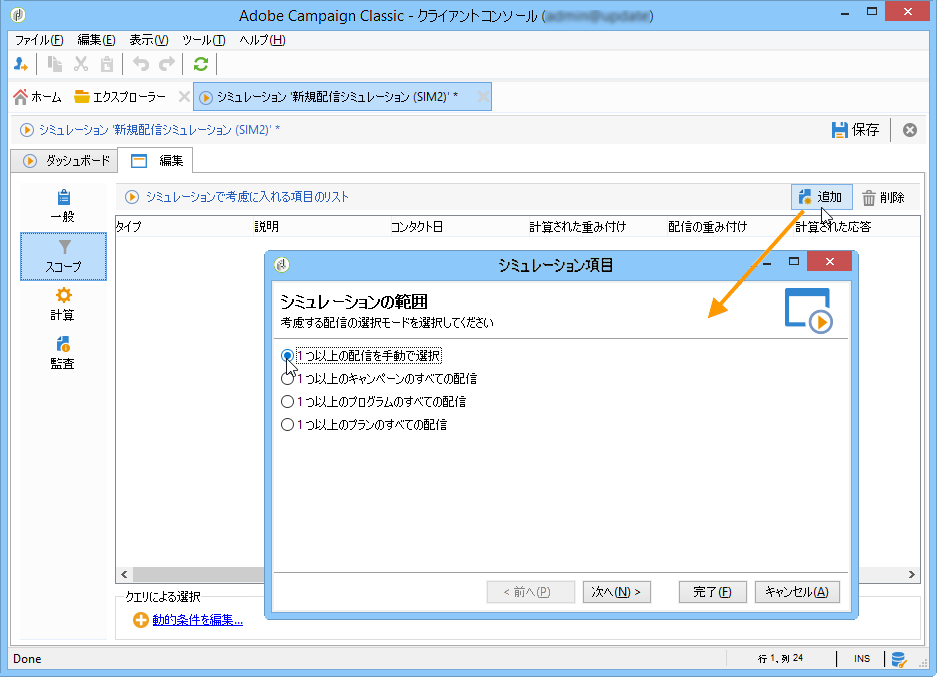 Adobe Campaign Classic - クライアントコンソール ( )
ファイル(F) 編集(E) 表示(V) ツール(T) ヘルプ(H)
ホーム エクスプローラー シミュレーション '新規配信シミュレーション (SIM2)' *
シミュレーション '新規配信シミュレーション (SIM2)' * 保存
ダッシュボード 編集
一般
スコープ
計算
監査
シミュレーションで考慮に入れる項目のリスト 追加 削除
タイプ 説明 コンタクト日 計算された重み付け 配信の重み付け 計算された応答
シミュレーション項目
シミュレーションの範囲
考慮する配信の選択モードを選択してください
1 つ以上の配信を手動で選択
1 つ以上のキャンペーンのすべての配信
1 つ以上のプログラムのすべての配信
1 つ以上のプランのすべての配信
< 前へ(P) 次へ(N) > 完了(F) キャンセル(A)
クエリによる選択
動的条件を編集...
Done 行 1、列 24 INS